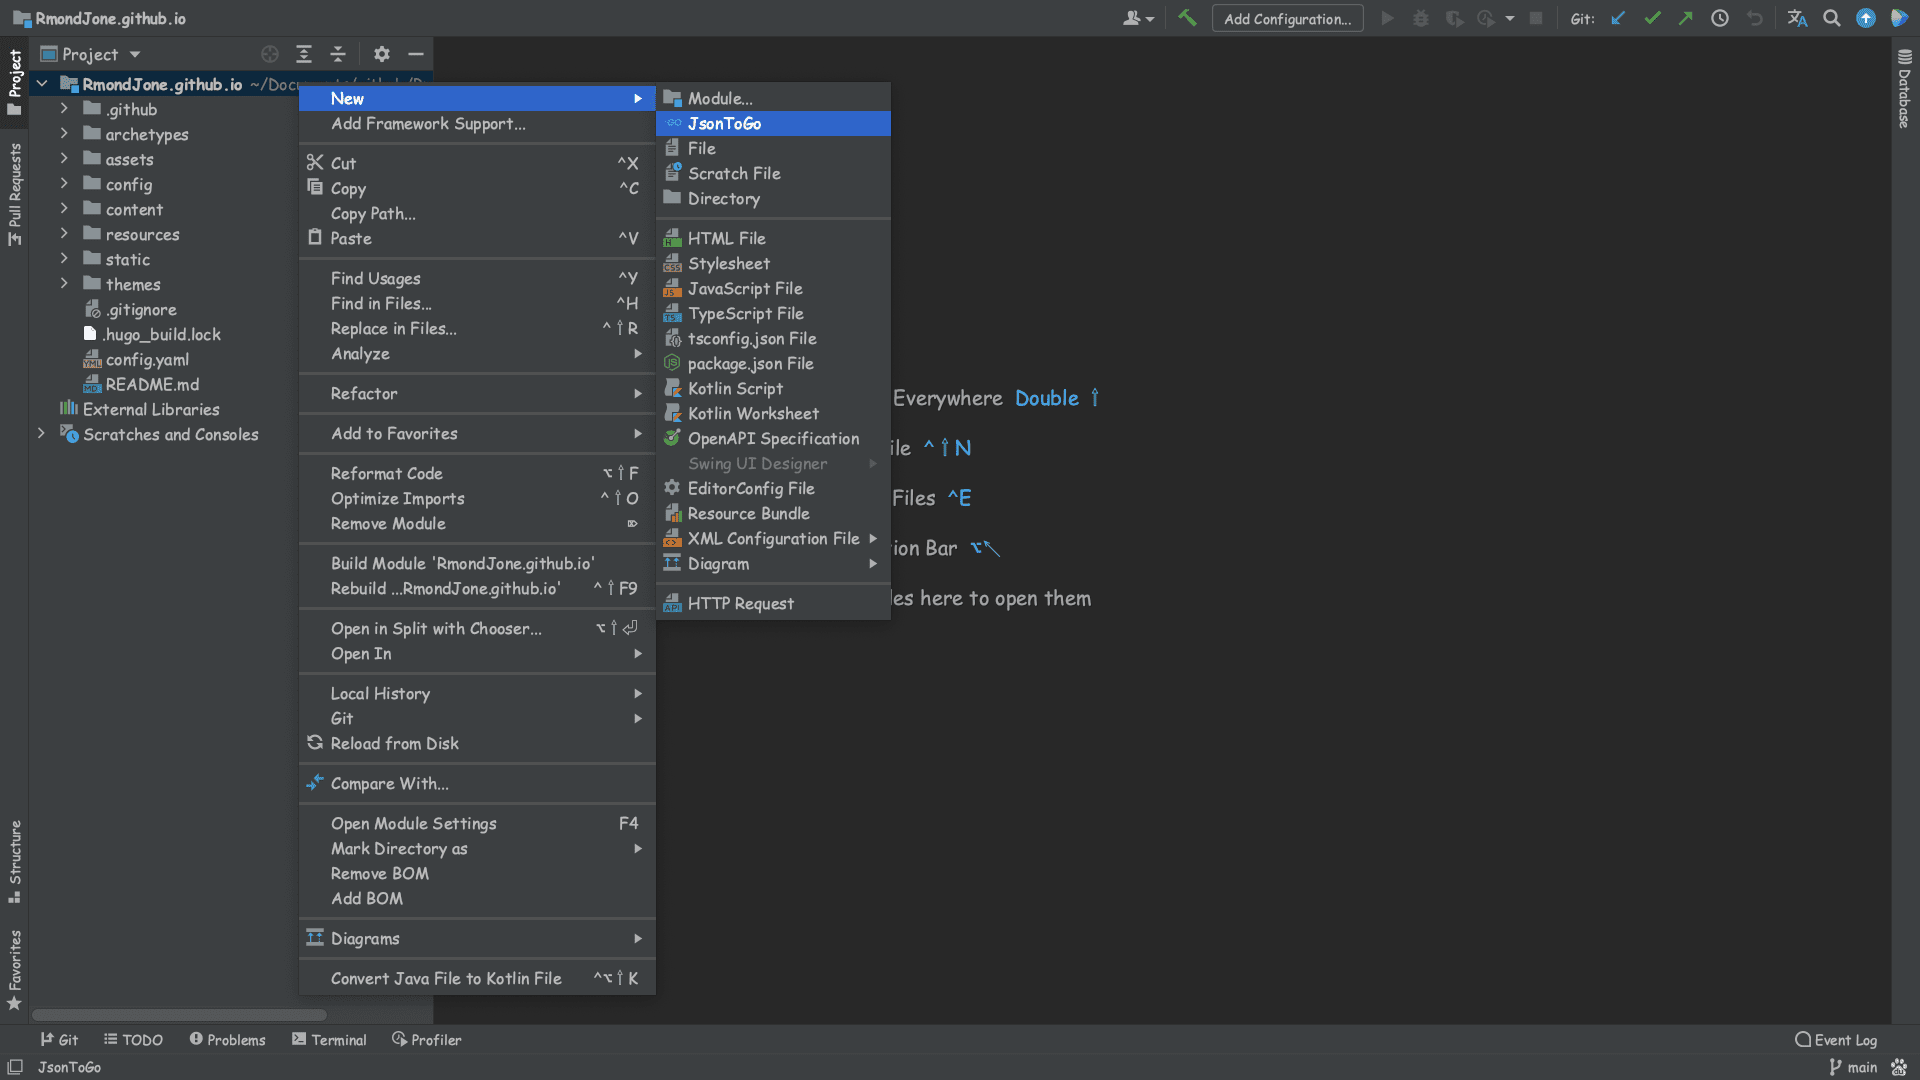 RmondJone.github.io
Add Configuration...
Git:
Project
RmondJone.github.io
.github
archetypes
assets
config
content
resources
static
themes
.gitignore
.hugo_build.lock
config.yaml
README.md
External Libraries
Scratches and Consoles
Project
Pull Requests
Structure
Favorites
New
Add Framework Support...
Cut ^X
Copy ^C
Copy Path...
Paste ^V
Find Usages ^Y
Find in Files... ^H
Replace in Files... ^⇧R
Analyze
Refactor
Add to Favorites
Reformat Code ⌥⇧F
Optimize Imports ^⇧O
Remove Module ⌦
Build Module 'RmondJone.github.io'
Rebuild ...RmondJone.github.io' ^⇧F9
Open in Split with Chooser... ⌥⇧⏎
Open In
Local History
Git
Reload from Disk
Compare With...
Open Module Settings F4
Mark Directory as
Remove BOM
Add BOM
Diagrams
Convert Java File to Kotlin File ^⌥⇧K
Module...
JsonToGo
File
Scratch File
Directory
HTML File
Stylesheet
JavaScript File
TypeScript File
tsconfig.json File
package.json File
Kotlin Script
Kotlin Worksheet
OpenAPI Specification
Swing UI Designer
EditorConfig File
Resource Bundle
XML Configuration File
Diagram
HTTP Request
Everywhere Double ⇧
ile ^⇧N
Files ^E
ion Bar ⌥↖
les here to open them
Database
Git
TODO
Problems
Terminal
Profiler
Event Log
JsonToGo
main